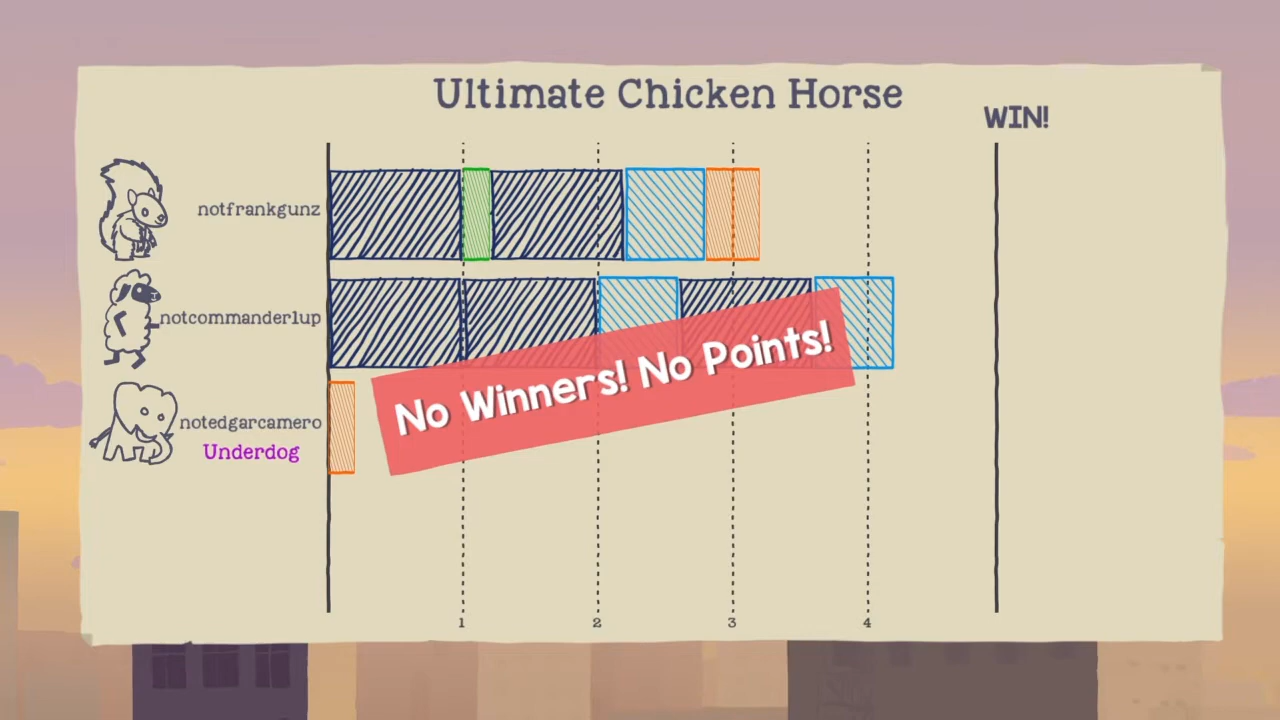 Ultimate Chicken Horse
WIN!
notfrankgunz
notcommander1up
No Winners! No Points!
notedgarcamero
Underdog
1 2 3 4